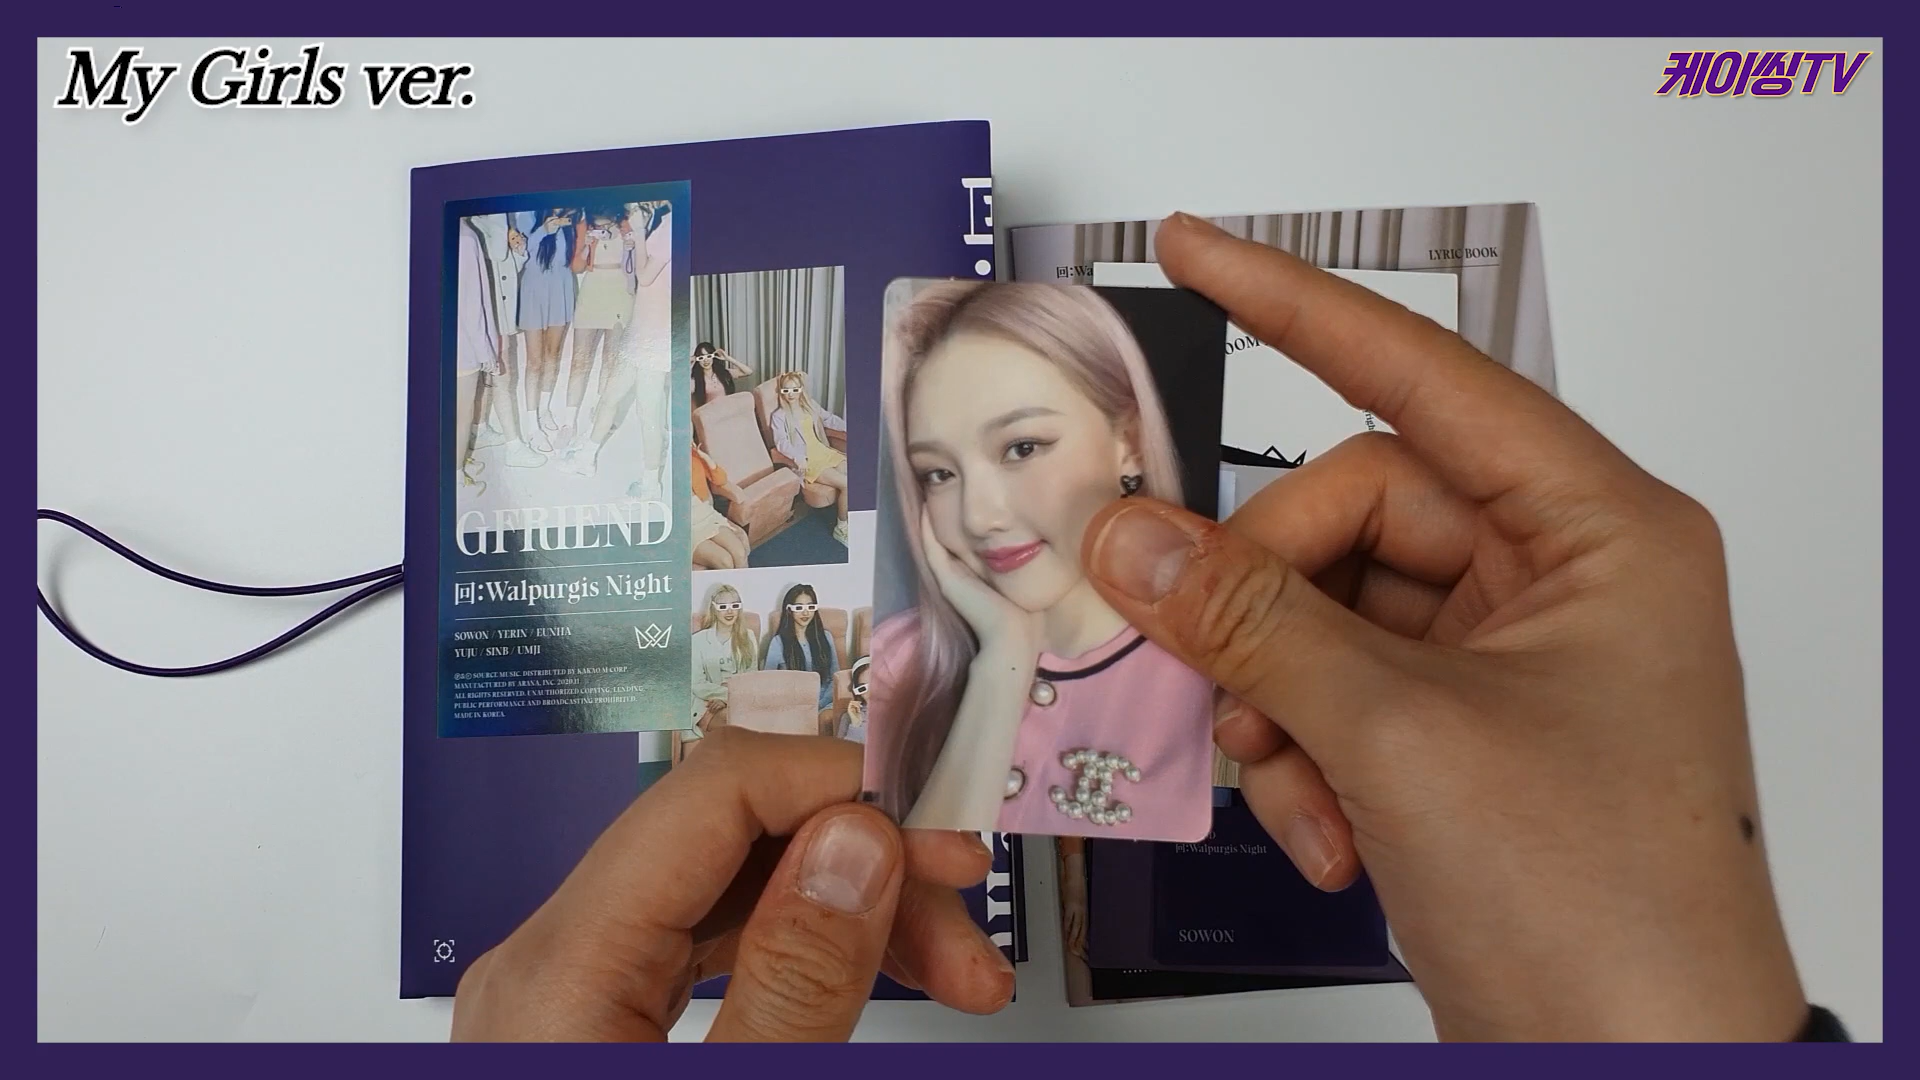 My Girls ver.
케이씽TV
LYRIC BOOK
GFRIEND
回:Walpurgis Night
SOWON / YERIN / EUNHA
YUJU / SINB / UMJI
℗&© SOURCE MUSIC. DISTRIBUTED BY KAKAO M CORP.
MANUFACTURED BY ARANA, INC. 2020.11
ALL RIGHTS RESERVED. UNAUTHORIZED COPYING, LENDING,
PUBLIC PERFORMANCE AND BROADCASTING PROHIBITED.
MADE IN KOREA
回:Walpurgis Night
SOWON